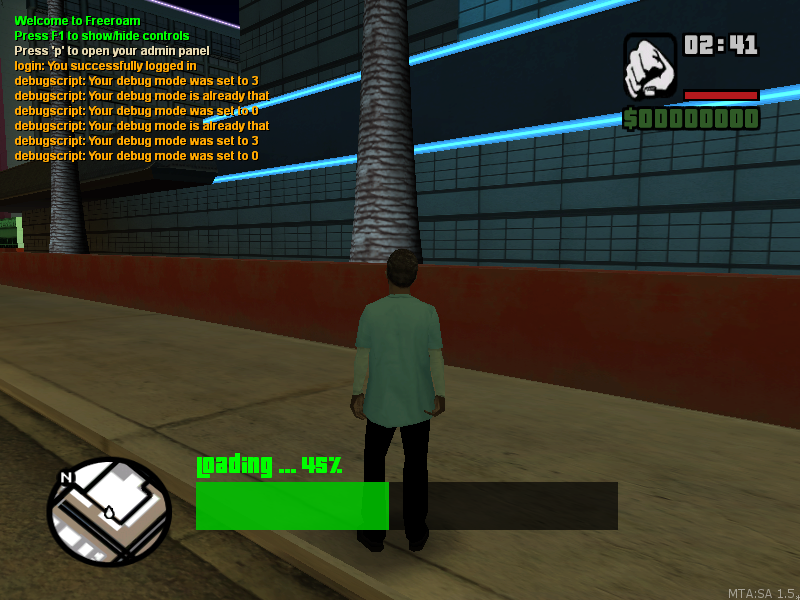 Welcome to Freeroam
Press F1 to show/hide controls
Press 'p' to open your admin panel
login: You successfully logged in
debugscript: Your debug mode was set to 3
debugscript: Your debug mode is already that
debugscript: Your debug mode was set to 0
debugscript: Your debug mode is already that
debugscript: Your debug mode was set to 3
debugscript: Your debug mode was set to 0
02:41
$00000000
Loading ... 45%
N
MTA:SA 1.5